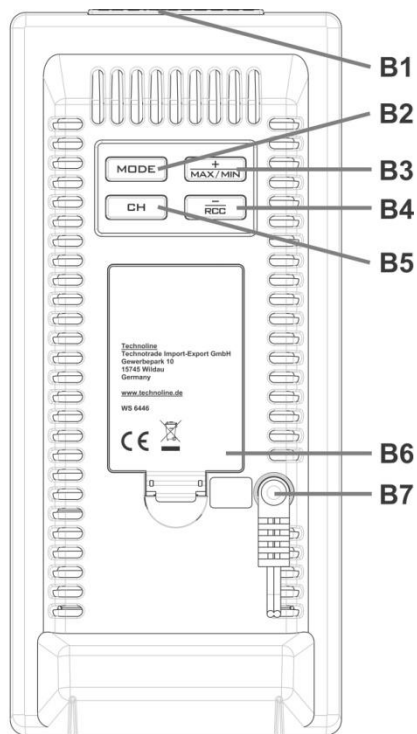 B1
B2
MODE
+
MAX/MIN
B3
CH
−
RCC
B4
B5
Technoline
Technotrade Import-Export GmbH
Gewerbepark 10
15745 Wildau
Germany
www.technoline.de
WS 6446
CE
B6
B7